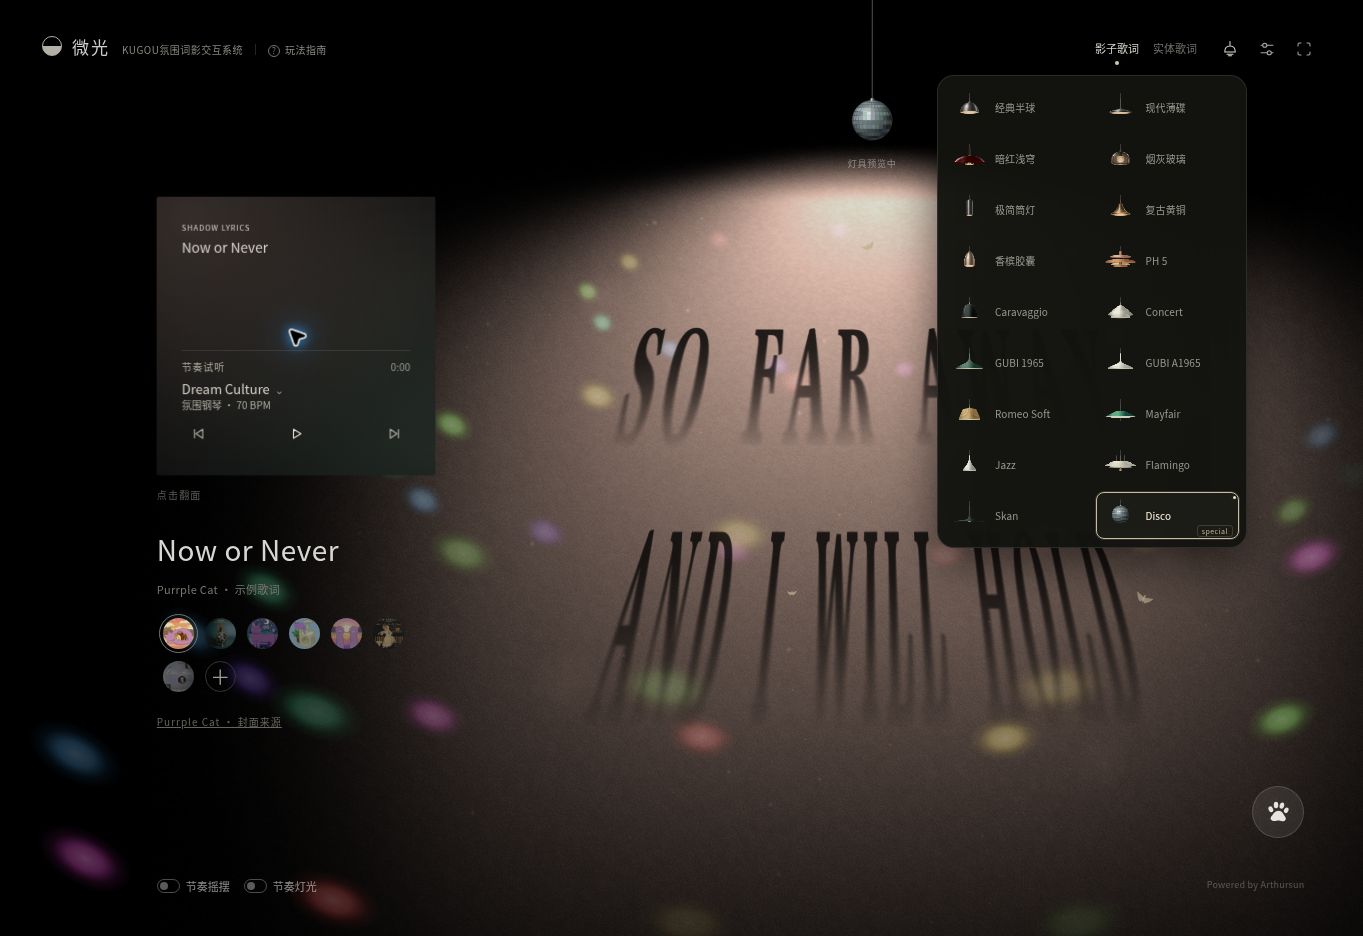 微光 KUGOU氛围词影交互系统 ? 玩法指南
影子歌词 实体歌词
灯具预览中
经典半球 现代薄碟
暗红浅穹 烟灰玻璃
极简筒灯 复古黄铜
香槟胶囊 PH 5
Caravaggio Concert
GUBI 1965 GUBI A1965
Romeo Soft Mayfair
Jazz Flamingo
Skan Disco
special
SHADOW LYRICS
Now or Never
节奏试听 0:00
Dream Culture
氛围钢琴 · 70 BPM
点击翻面
SO FAR AWAY
AND I WILL HOLD
Now or Never
Purrple Cat · 示例歌词
Purrple Cat · 封面来源
节奏摇摆 节奏灯光
Powered by Arthursun